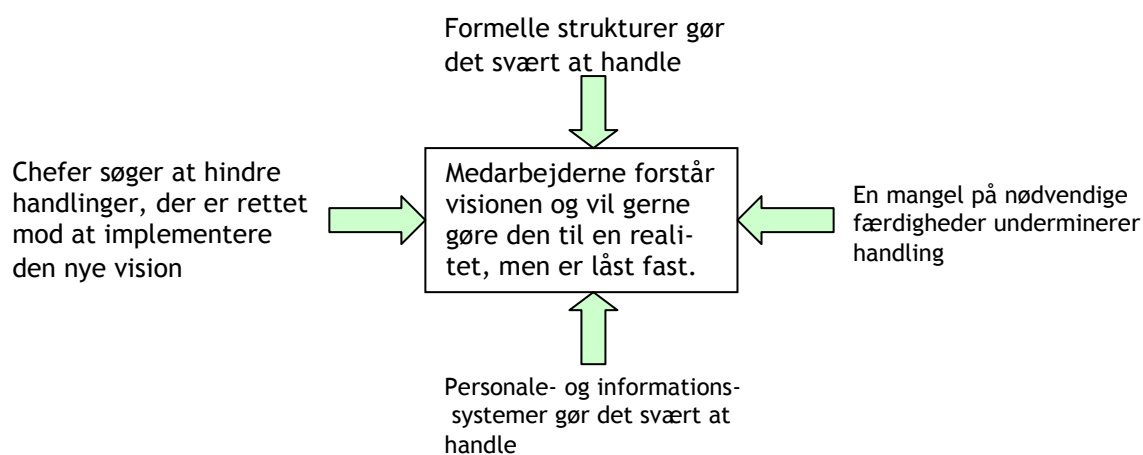 Formelle strukturer gør
det svært at handle
Chefer søger at hindre
handlinger, der er rettet
mod at implementere
den nye vision
Medarbejderne forstår
visionen og vil gerne
gøre den til en reali-
tet, men er låst fast.
En mangel på nødvendige
færdigheder underminerer
handling
Personale- og informations-
systemer gør det svært at
handle